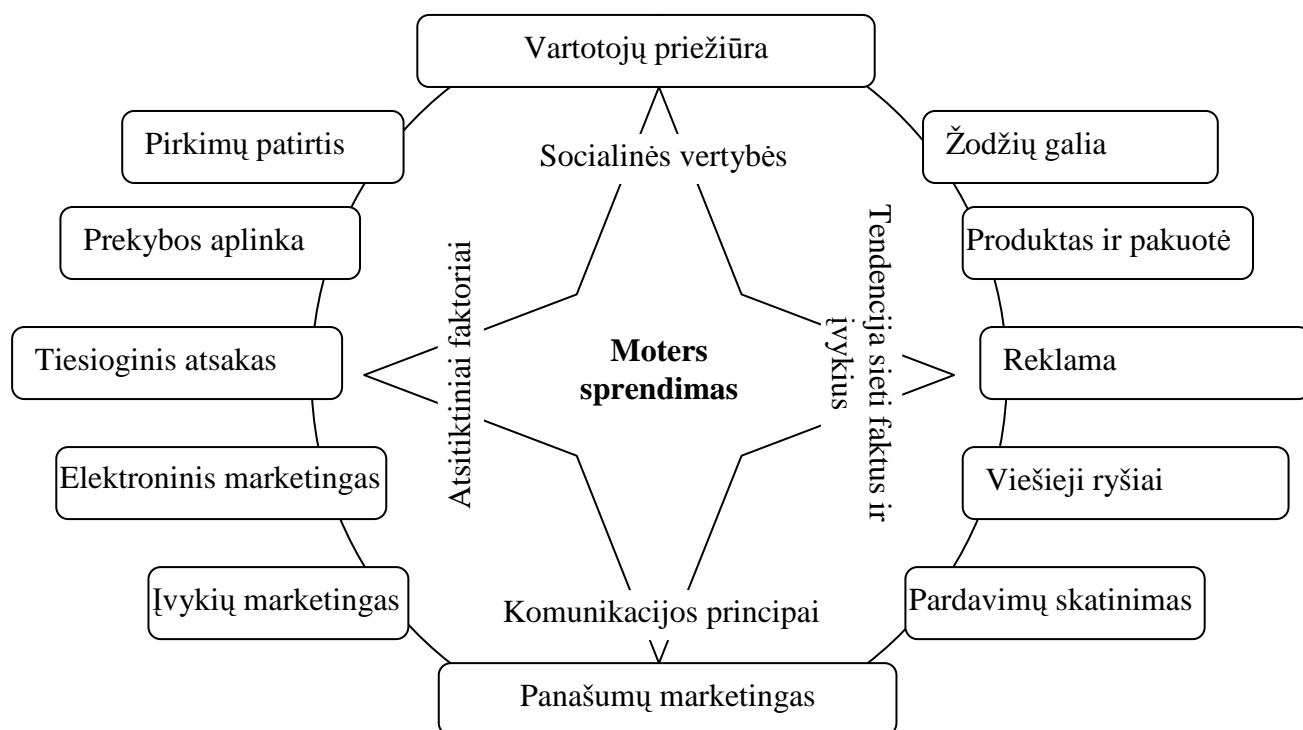 Vartotojų priežiūra
Pirkimų patirtis
Socialinės vertybės
Žodžių galia
Prekybos aplinka
Produktas ir pakuotė
Atsitiktiniai faktoriai
Tendencija sieti faktus ir
įvykius
Tiesioginis atsakas
Moters
sprendimas
Reklama
Elektroninis marketingas
Viešieji ryšiai
Įvykių marketingas
Komunikacijos principai
Pardavimų skatinimas
Panašumų marketingas